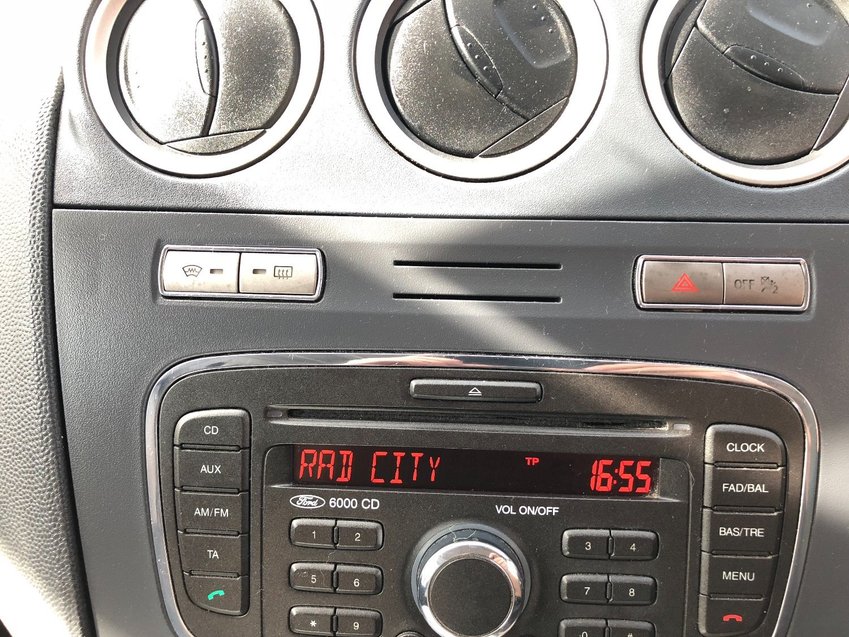 OFF 2
CD
AUX
AM/FM
TA
RAD CITY TP 16:55
Ford 6000 CD
VOL ON/OFF
1 2
5 6
* 9
3 4
7 8
0
CLOCK
FAD/BAL
BAS/TRE
MENU